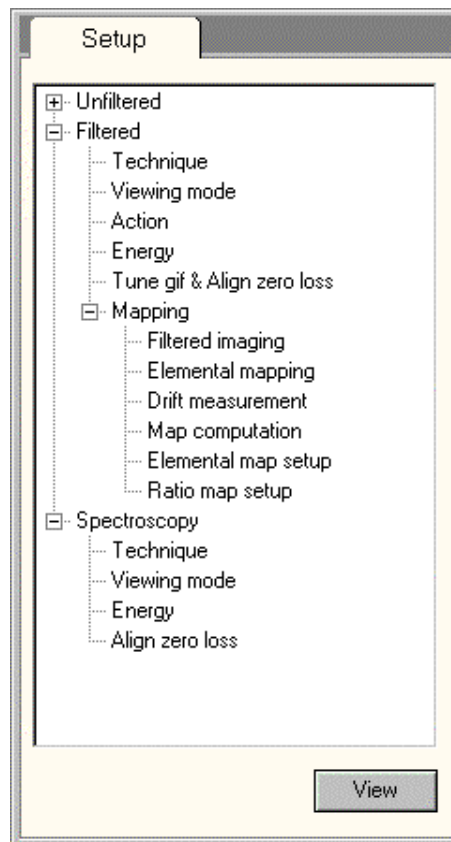 Setup
Unfiltered
Filtered
Technique
Viewing mode
Action
Energy
Tune gif & Align zero loss
Mapping
Filtered imaging
Elemental mapping
Drift measurement
Map computation
Elemental map setup
Ratio map setup
Spectroscopy
Technique
Viewing mode
Energy
Align zero loss
View